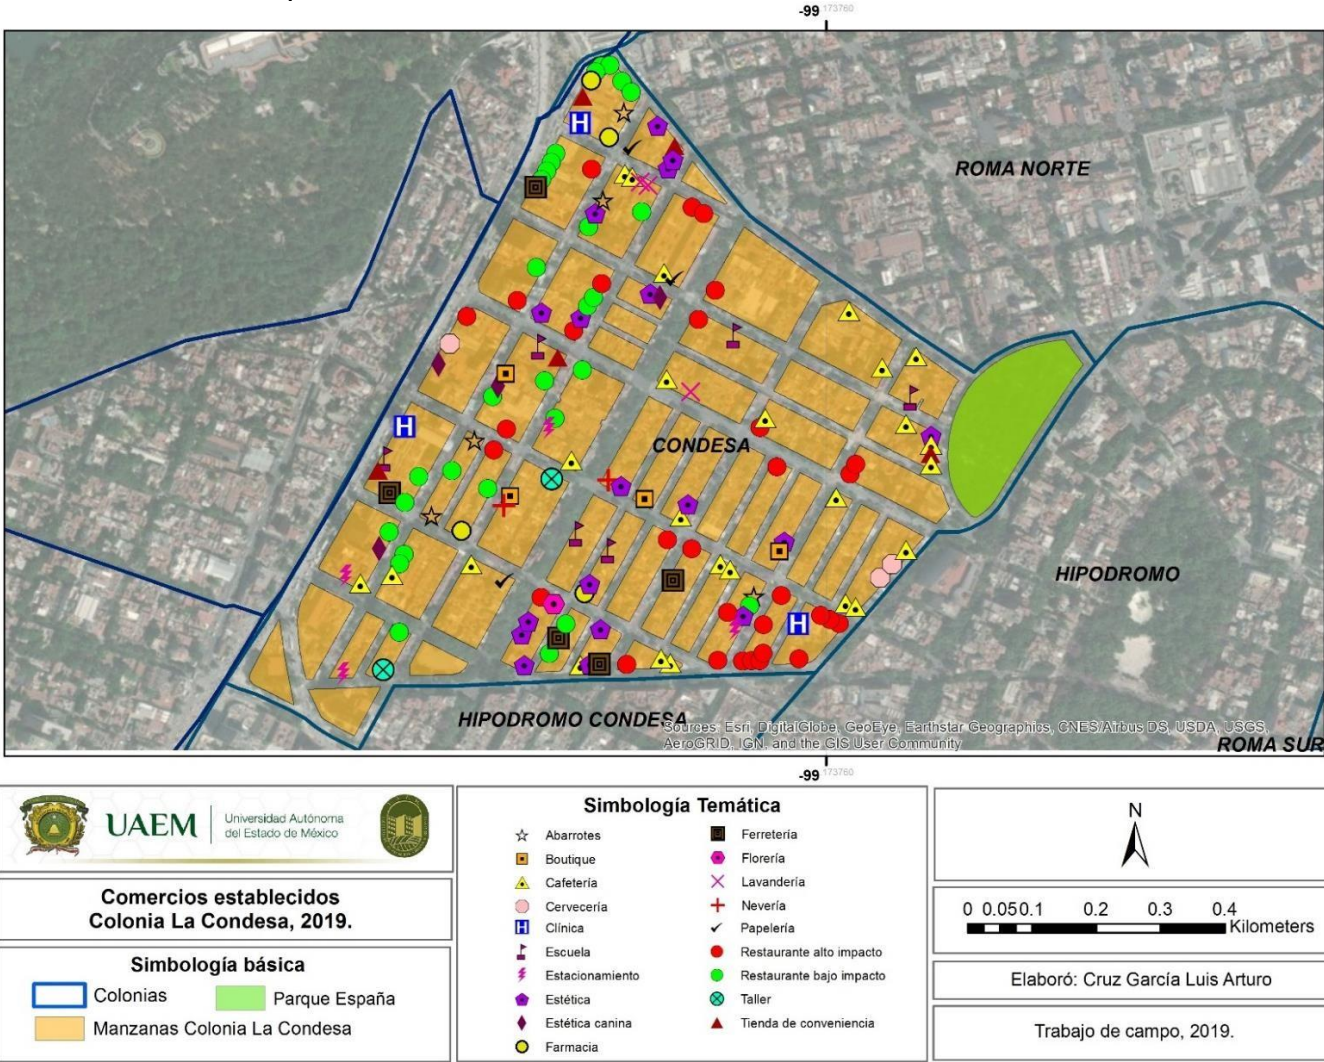 -99 173760
ROMA NORTE
CONDESA
HIPODROMO
HIPODROMO CONDESA
Sources: Esri, DigitalGlobe, GeoEye, Earthstar Geographics, CNES/Airbus DS, USDA, USGS,
AeroGRID, IGN, and the GIS User Community
ROMA SUR
-99 173760
UAEM
Universidad Autónoma
del Estado de México
Comercios establecidos
Colonia La Condesa, 2019.
Simbología básica
Colonias
Parque España
Manzanas Colonia La Condesa
Simbología Temática
Abarrotes
Boutique
Cafetería
Cervecería
H Clínica
Escuela
Estacionamiento
Estética
Estética canina
Farmacia
Ferretería
Florería
Lavandería
Nevería
Papelería
Restaurante alto impacto
Restaurante bajo impacto
Taller
Tienda de conveniencia
N
0 0.05 0.1 0.2 0.3 0.4
Kilometers
Elaboró: Cruz García Luis Arturo
Trabajo de campo, 2019.